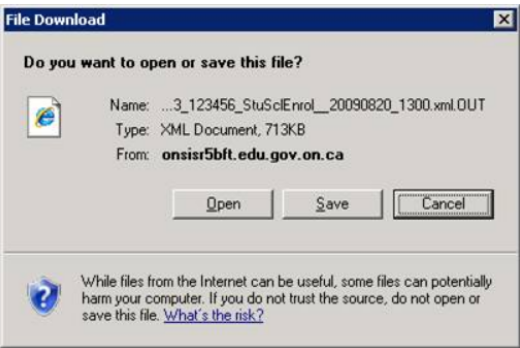 File Download
Do you want to open or save this file?
Name: ...3_123456_StuSclEnrol__20090820_1300.xml.OUT
Type: XML Document, 713KB
From: onsisr5bft.edu.gov.on.ca
Open Save Cancel
While files from the Internet can be useful, some files can potentially
harm your computer. If you do not trust the source, do not open or
save this file. What's the risk?